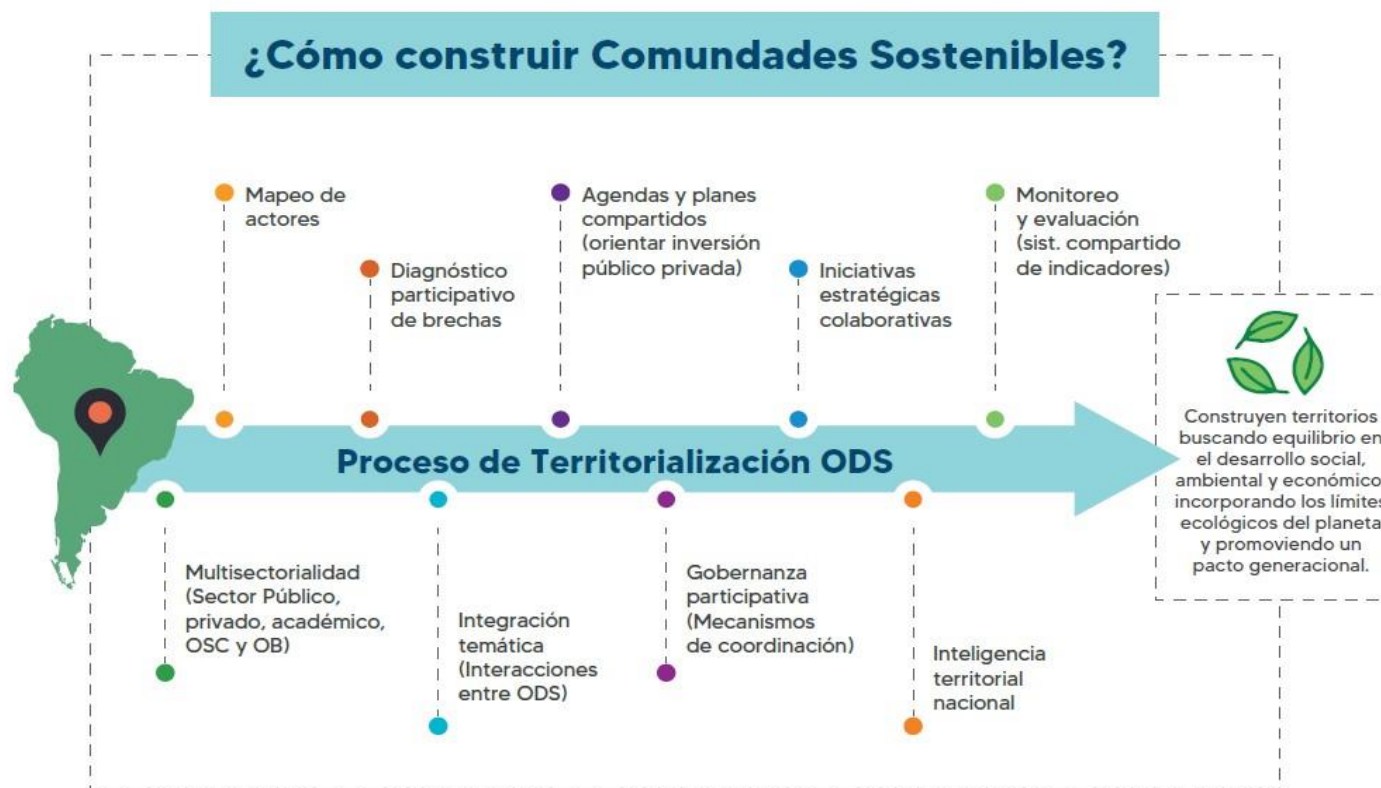 ¿Cómo construir Comundades Sostenibles?
Mapeo de
actores
Diagnóstico
participativo
de brechas
Agendas y planes
compartidos
(orientar inversión
público privada)
Iniciativas
estratégicas
colaborativas
Monitoreo
y evaluación
(sist. compartido
de indicadores)
Proceso de Territorialización ODS
Multisectorialidad
(Sector Público,
privado, académico,
OSC y OB)
Integración
temática
(Interacciones
entre ODS)
Gobernanza
participativa
(Mecanismos
de coordinación)
Inteligencia
territorial
nacional
Construyen territorios
buscando equilibrio en
el desarrollo social,
ambiental y económico
incorporando los límites
ecológicos del planeta
y promoviendo un
pacto generacional.